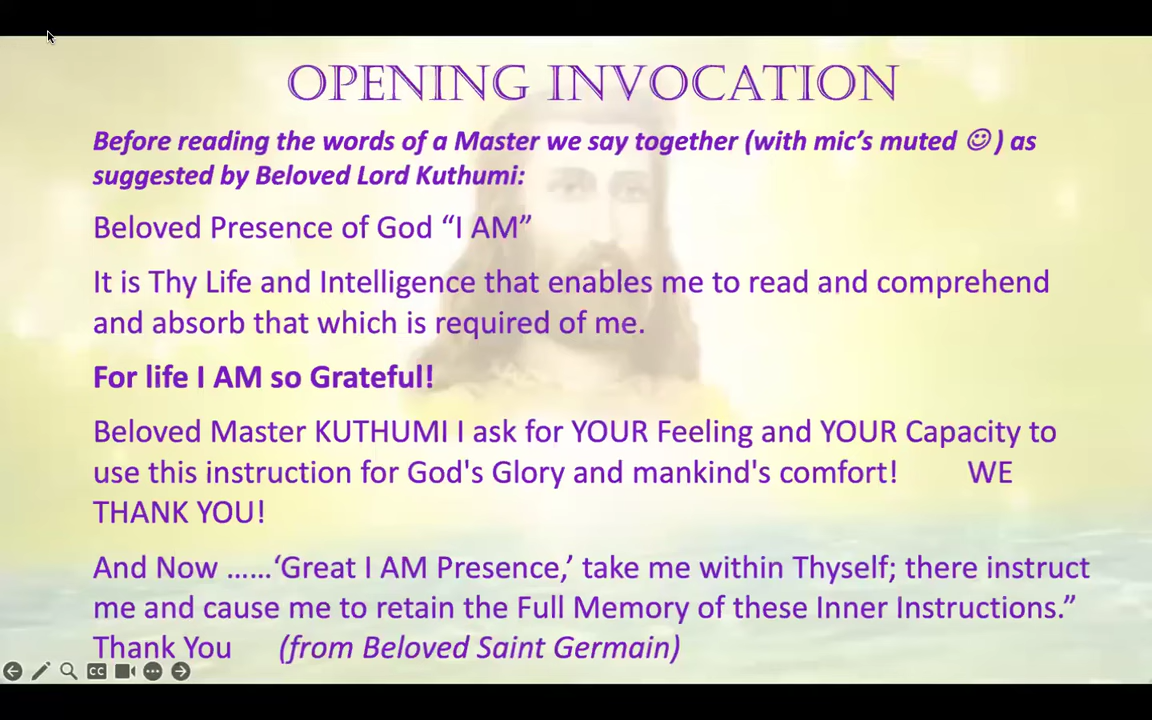 OPENING INVOCATION
Before reading the words of a Master we say together (with mic's muted ☺ ) as
suggested by Beloved Lord Kuthumi:
Beloved Presence of God “I AM”
It is Thy Life and Intelligence that enables me to read and comprehend
and absorb that which is required of me.
For life I AM so Grateful!
Beloved Master KUTHUMI I ask for YOUR Feeling and YOUR Capacity to
use this instruction for God's Glory and mankind's comfort! WE
THANK YOU!
And Now ……‘Great I AM Presence,’ take me within Thyself; there instruct
me and cause me to retain the Full Memory of these Inner Instructions.”
Thank You (from Beloved Saint Germain)
CC